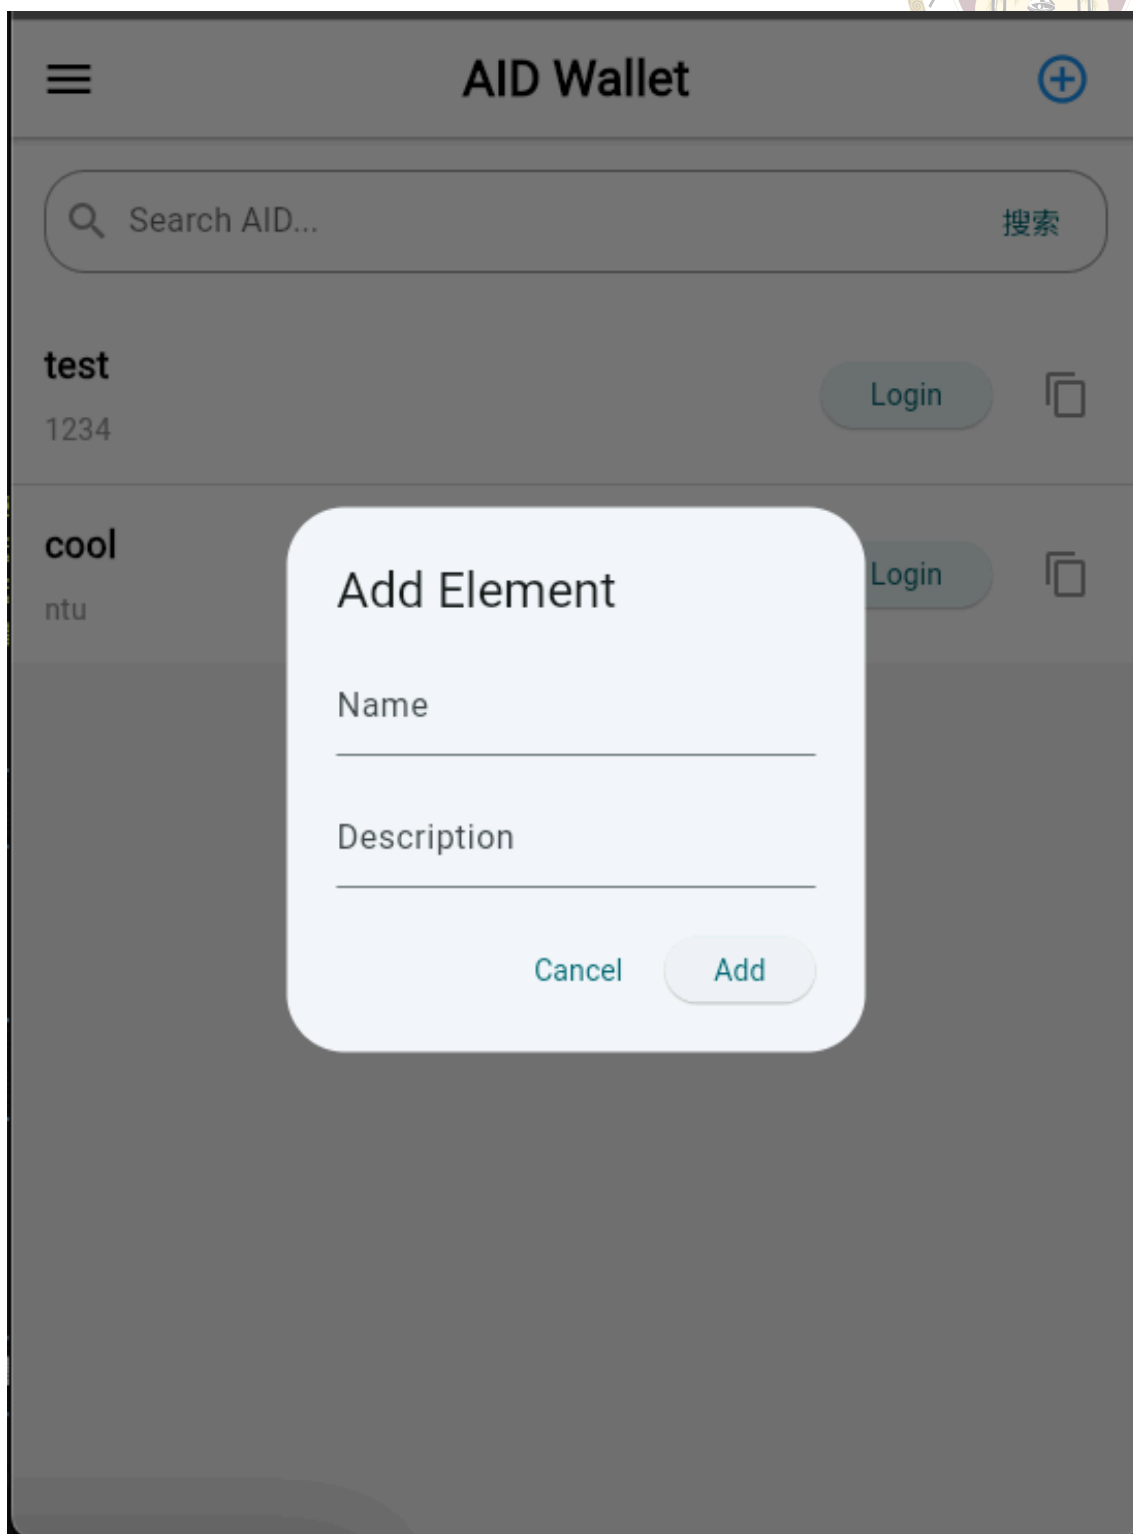 AID Wallet
Search AID...
搜索
test
1234
Login
cool
ntu
Login
Add Element
Name
Description
Cancel
Add